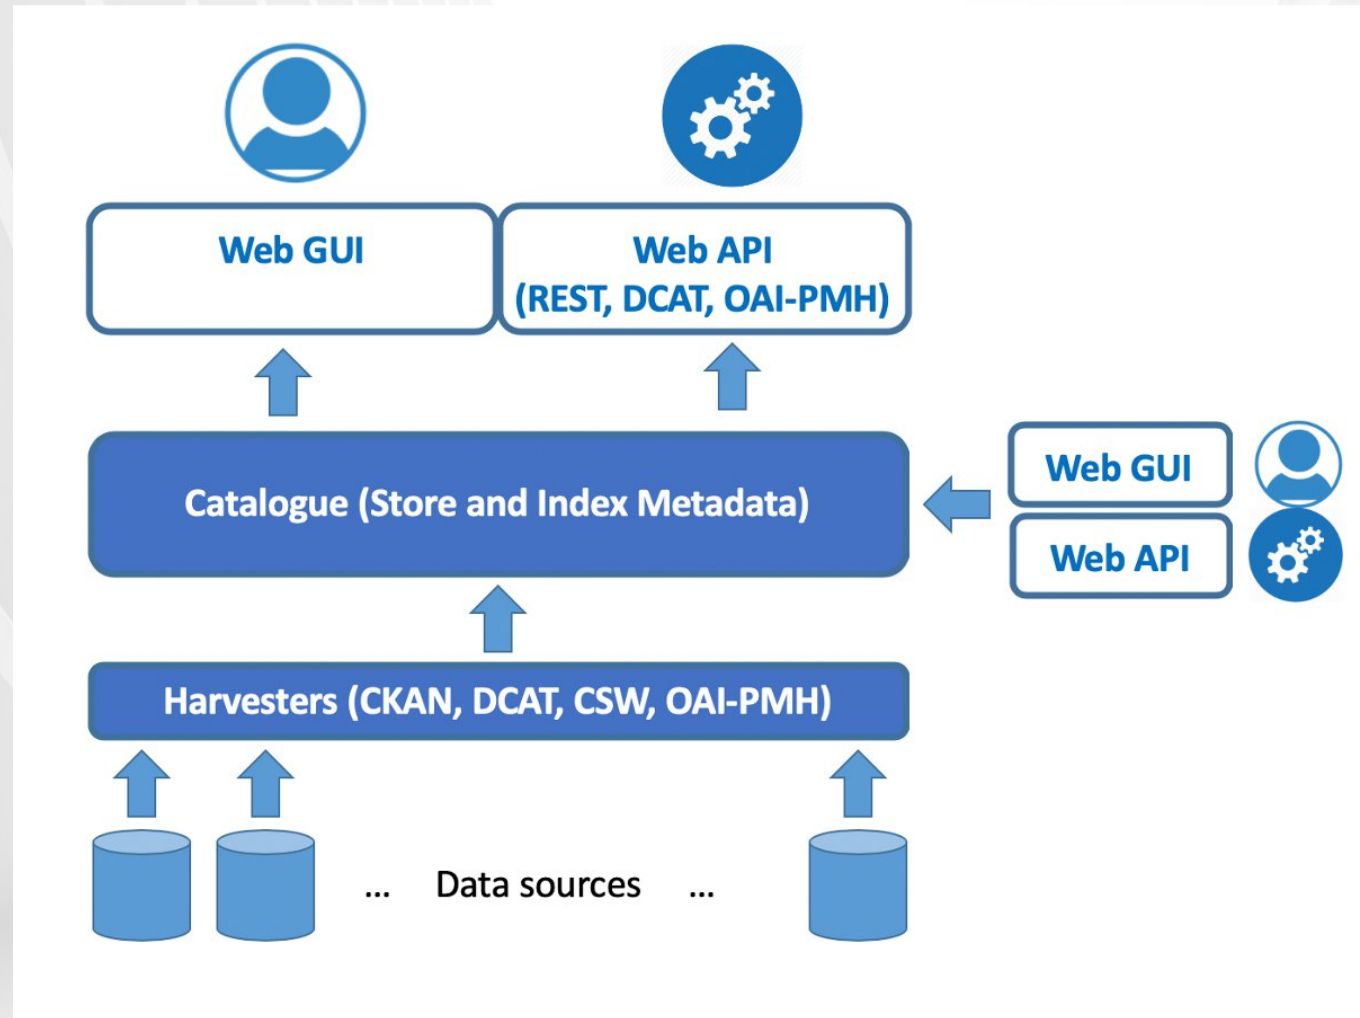 Web GUI
Web API
(REST, DCAT, OAI-PMH)
Catalogue (Store and Index Metadata)
Web GUI
Web API
Harvesters (CKAN, DCAT, CSW, OAI-PMH)
... Data sources ...